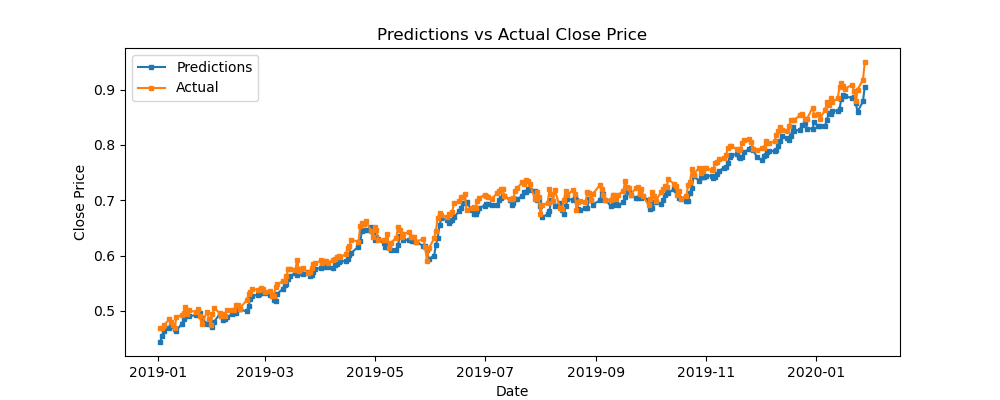 Predictions vs Actual Close Price
Predictions
Actual
0.9
0.8
0.7
0.6
0.5
Close Price
2019-01 2019-03 2019-05 2019-07 2019-09 2019-11 2020-01
Date